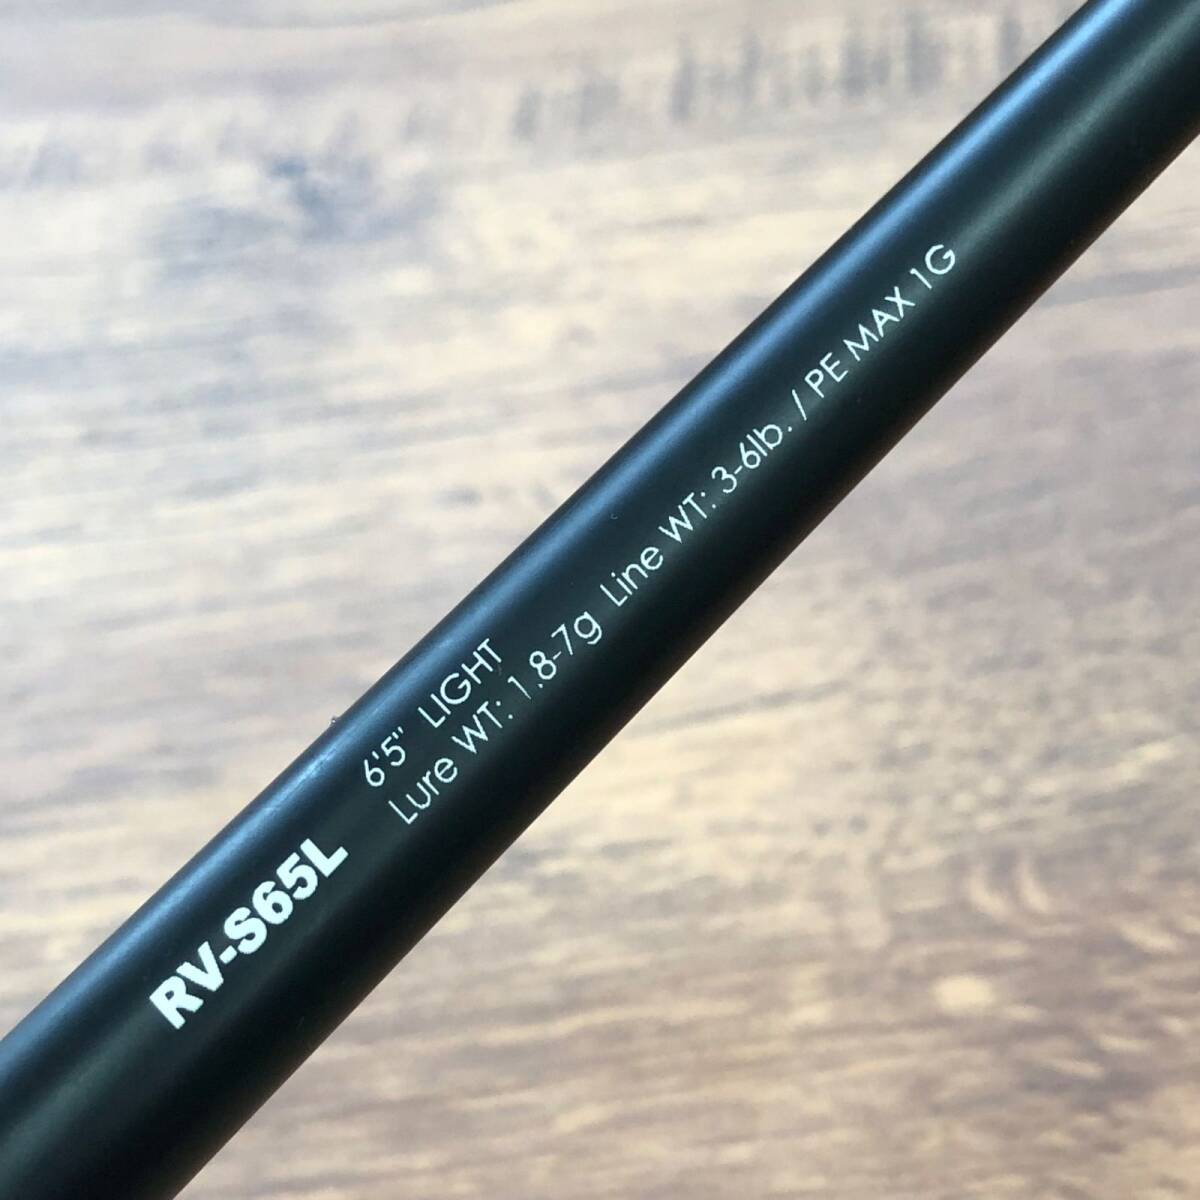 RV-S65L
6'5" LIGHT
Lure WT: 1.8-7g Line WT: 3-6lb. / PE MAX 1G